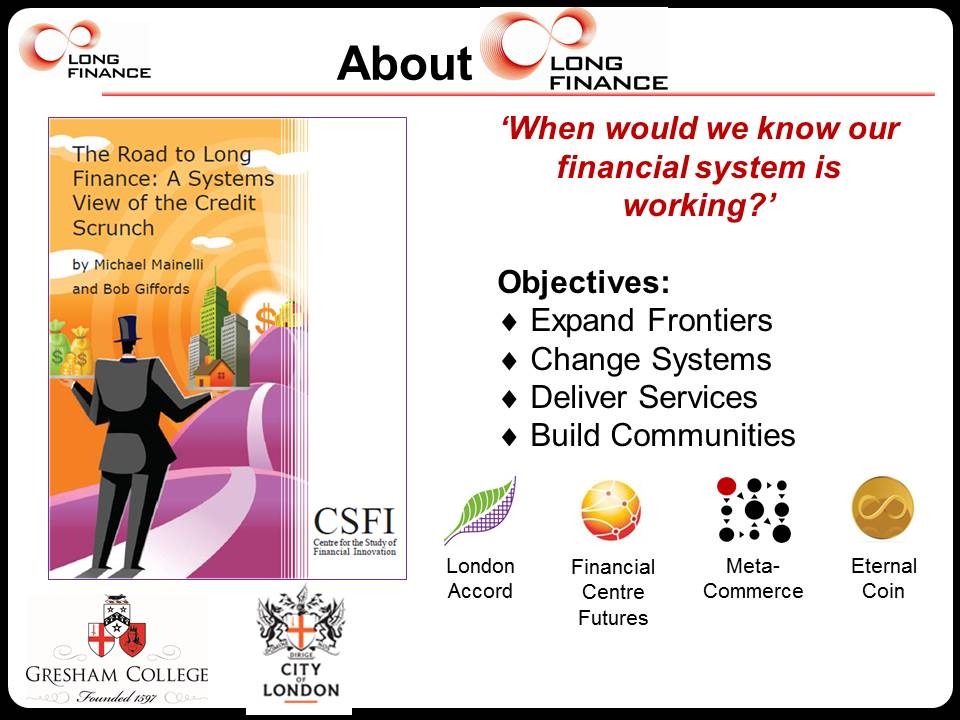 LONG
FINANCE
About
LONG
FINANCE
The Road to Long
Finance: A Systems
View of the Credit
Scrunch
by Michael Mainelli
and Bob Giffords
$
$
$
CSFI
Centre for the Study of
Financial Innovation
‘When would we know our
financial system is
working?’
Objectives:
♦ Expand Frontiers
♦ Change Systems
♦ Deliver Services
♦ Build Communities
London
Accord
Financial
Centre
Futures
Meta-
Commerce
Eternal
Coin
GRESHAM COLLEGE
Founded 1597
DOMINE DIRIGE NOS
CITY
OF
LONDON